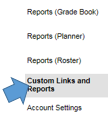 Reports (Grade Book)
Reports (Planner)
Reports (Roster)
Custom Links and
Reports
Account Settings